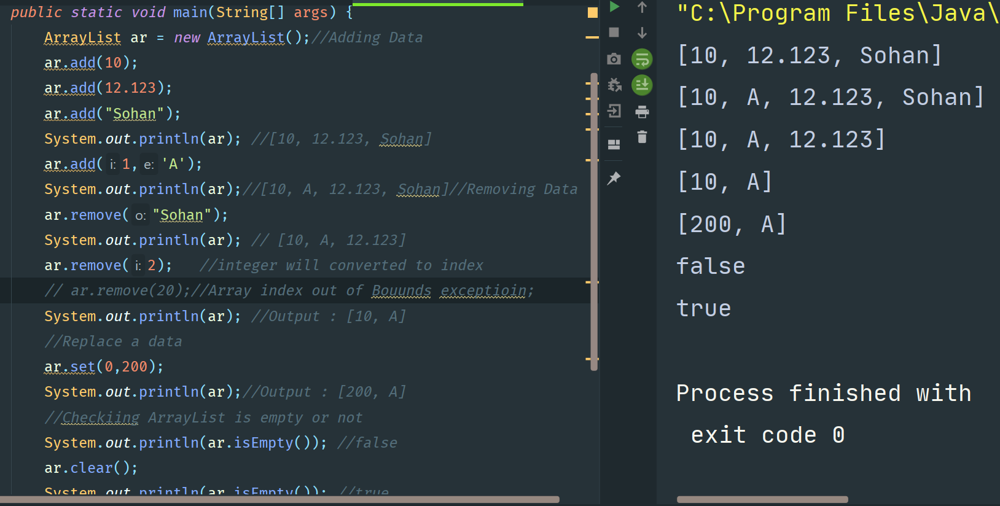 public static void main(String[] args) {
ArrayList ar = new ArrayList();//Adding Data
ar.add(10);
ar.add(12.123);
ar.add("Sohan");
System.out.println(ar); //[10, 12.123, Sohan]
ar.add( i: 1, e: 'A');
System.out.println(ar);//[10, A, 12.123, Sohan]//Removing Data
ar.remove( o: "Sohan");
System.out.println(ar); // [10, A, 12.123]
ar.remove( i: 2);   //integer will converted to index
// ar.remove(20);//Array index out of Bouunds exceptioin;
System.out.println(ar); //Output : [10, A]
//Replace a data
ar.set(0,200);
System.out.println(ar);//Output : [200, A]
//Checkiing ArrayList is empty or not
System.out.println(ar.isEmpty()); //false
ar.clear();
System.out.println(ar.isEmpty()); //true
"C:\Program Files\Java\
[10, 12.123, Sohan]
[10, A, 12.123, Sohan]
[10, A, 12.123]
[10, A]
[200, A]
false
true
Process finished with
exit code 0